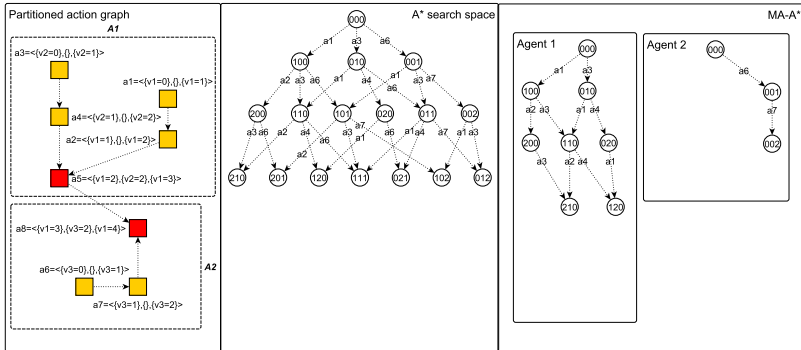 Partitioned action graph
A1
a3=<{v2=0},{},{v2=1}>
a1=<{v1=0},{},{v1=1}>
a4=<{v2=1},{},{v2=2}>
a2=<{v1=1},{},{v1=2}>
a5=<{v1=2},{v2=2},{v1=3}>
a8=<{v1=3},{v3=2},{v1=4}>
A2
a6=<{v3=0},{},{v3=1}>
a7=<{v3=1},{},{v3=2}>
A* search space
000
a1 a3 a6
100 010 001
a2 a3 a6 a1 a6 a1 a3 a7
200 110 101 020 011 002
a3 a6 a2 a4 a2 a6 a7 a3 a1 a1 a4 a7 a1 a3
210 201 120 111 021 102 012
MA-A*
Agent 1
000
a1 a3
100 010
a2 a3 a1 a4
200 110 020
a3 a2 a4 a1
210 120
Agent 2
000
a6
001
a7
002